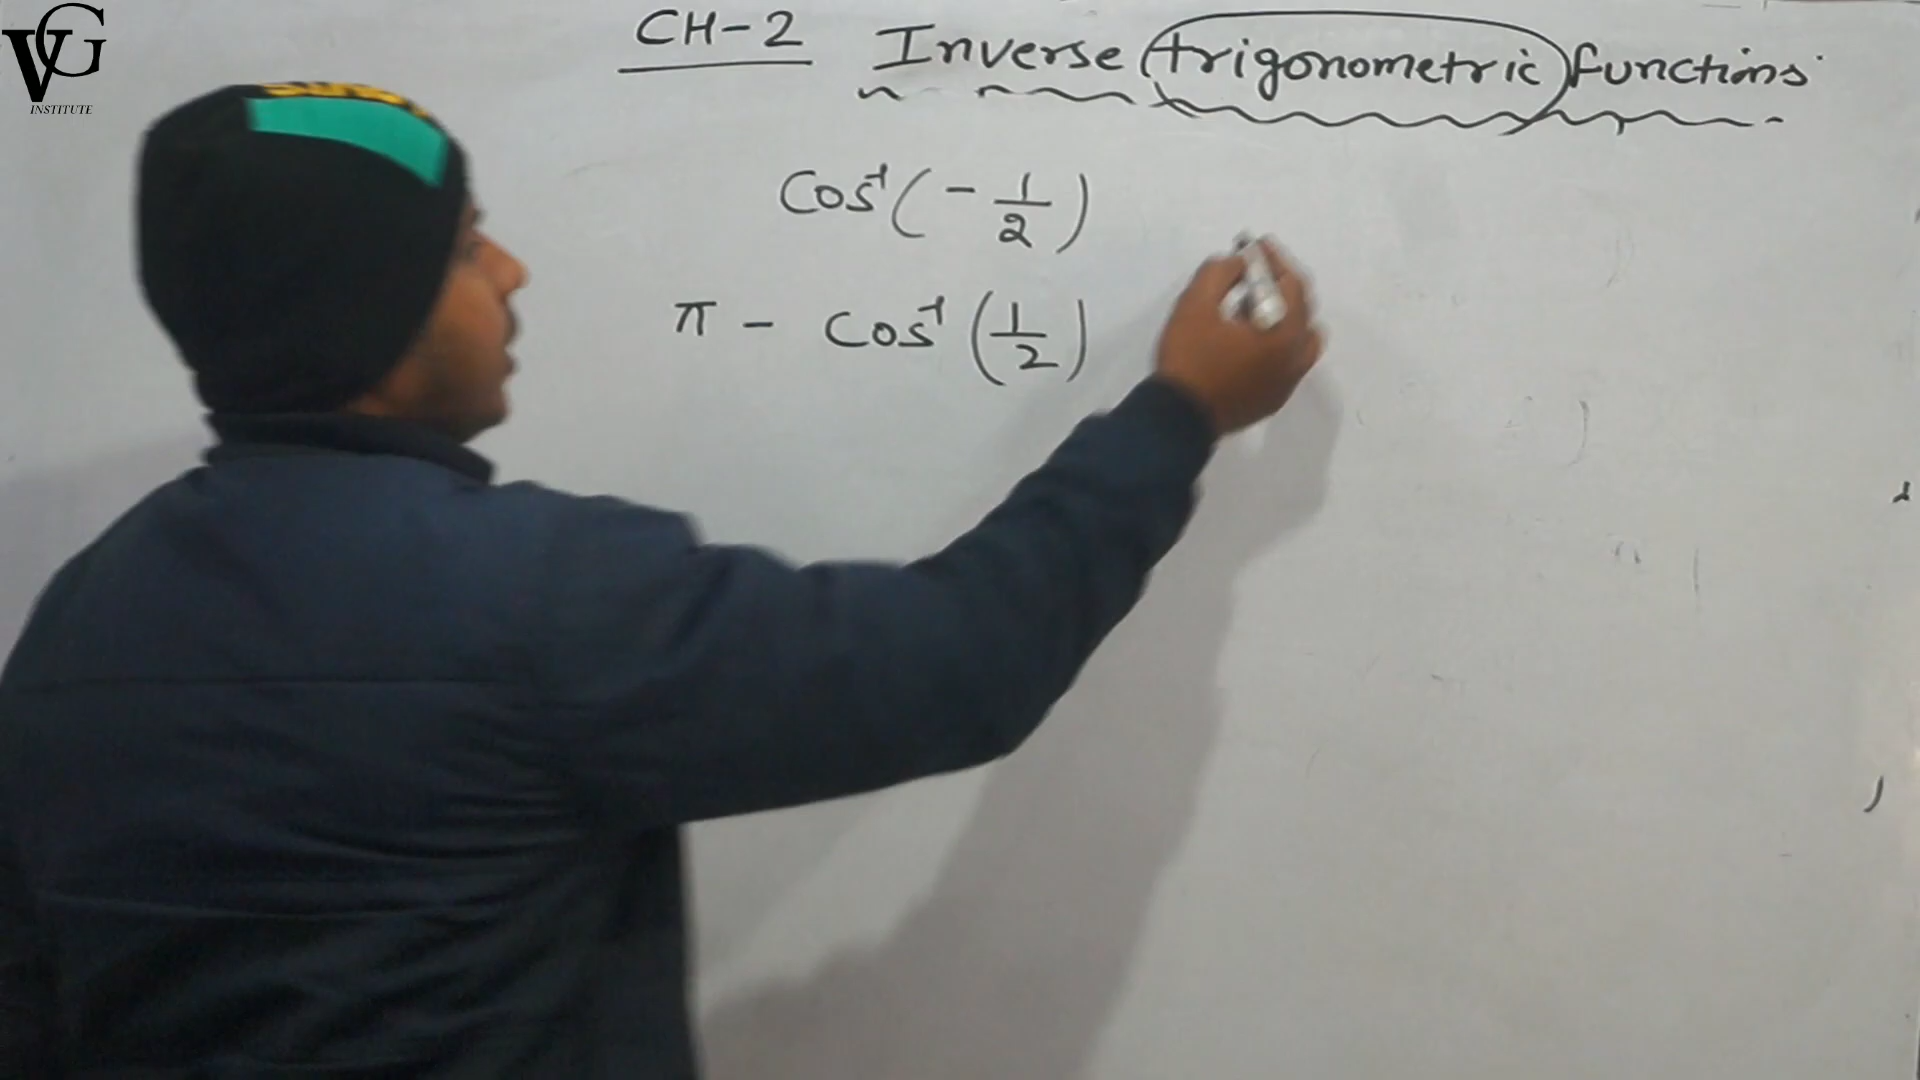 VG
INSTITUTE
CH-2 Inverse trigonometric functions
Cos⁻¹(-1/2)
π - Cos⁻¹(1/2)